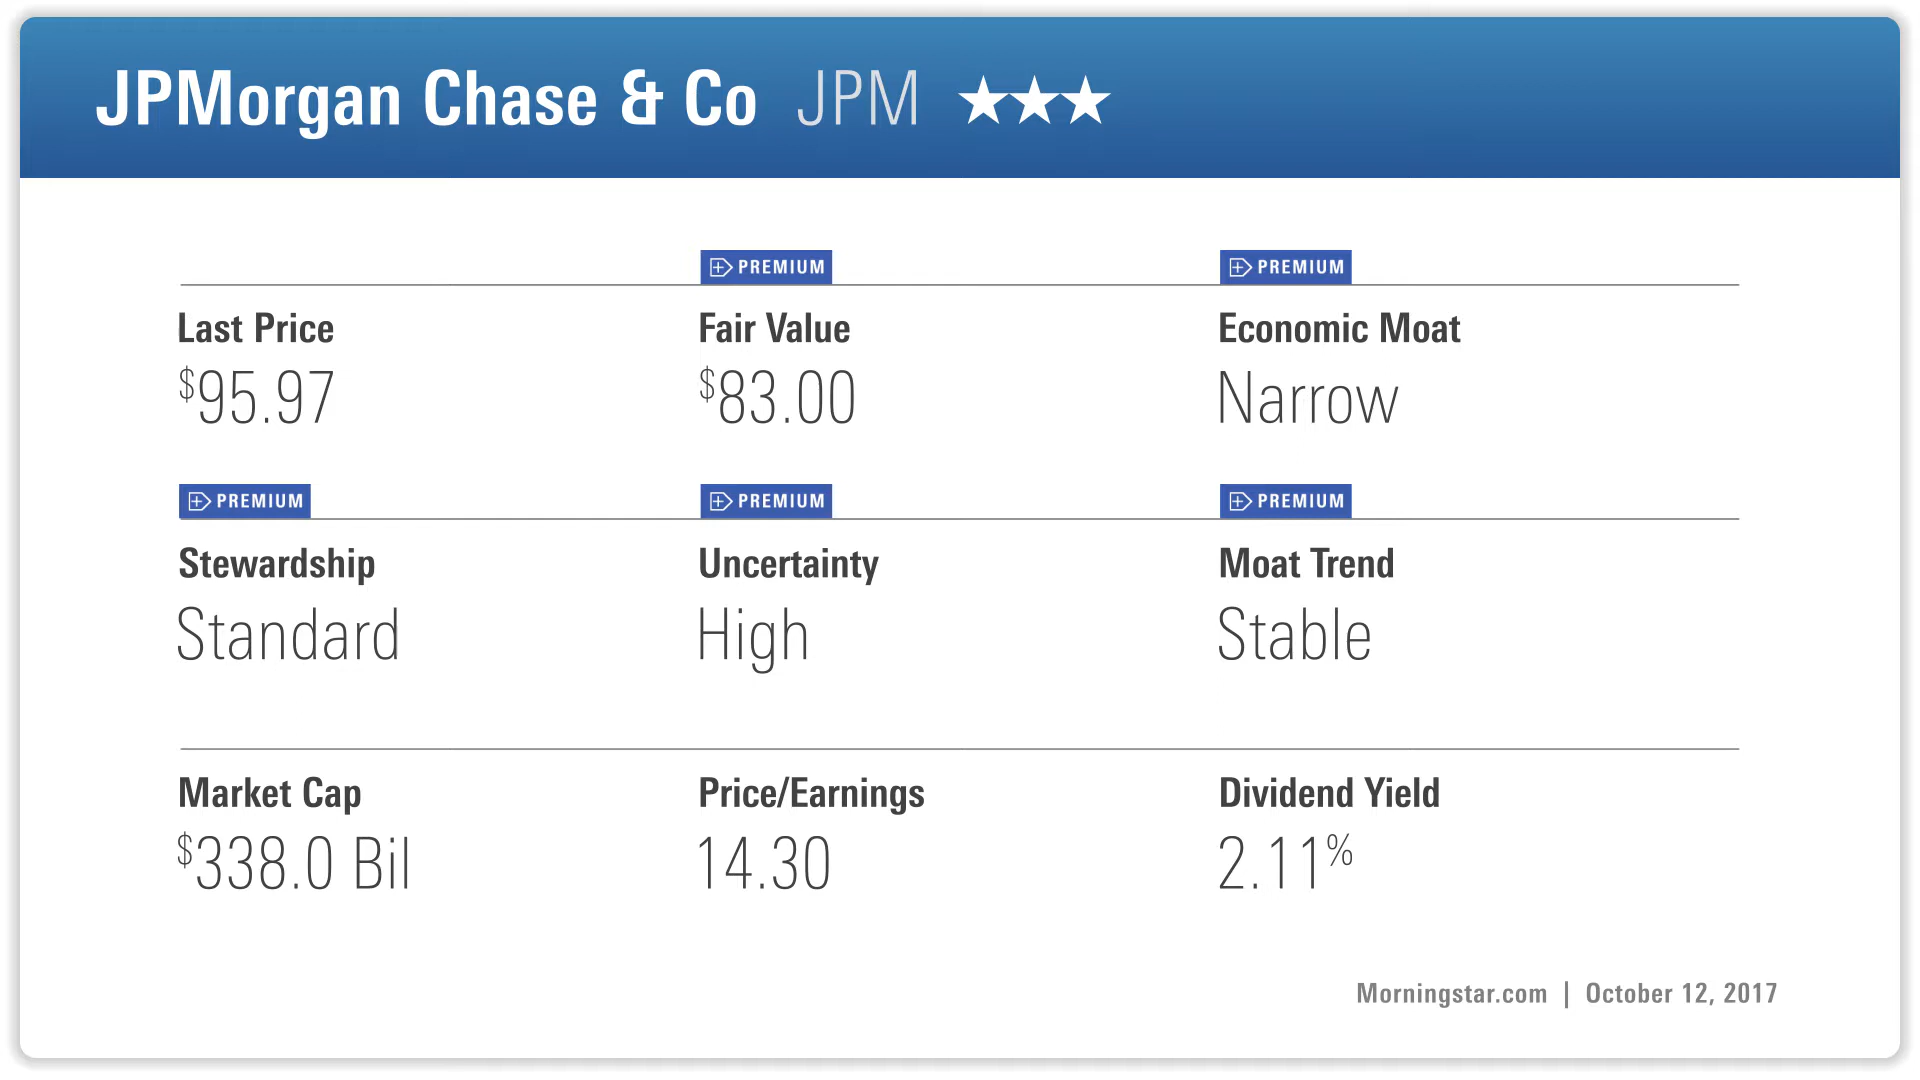 JPMorgan Chase & Co JPM ★★★
PREMIUM PREMIUM
Last Price Fair Value Economic Moat
$95.97 $83.00 Narrow
PREMIUM PREMIUM PREMIUM
Stewardship Uncertainty Moat Trend
Standard High Stable
Market Cap Price/Earnings Dividend Yield
$338.0 Bil 14.30 2.11%
Morningstar.com | October 12, 2017